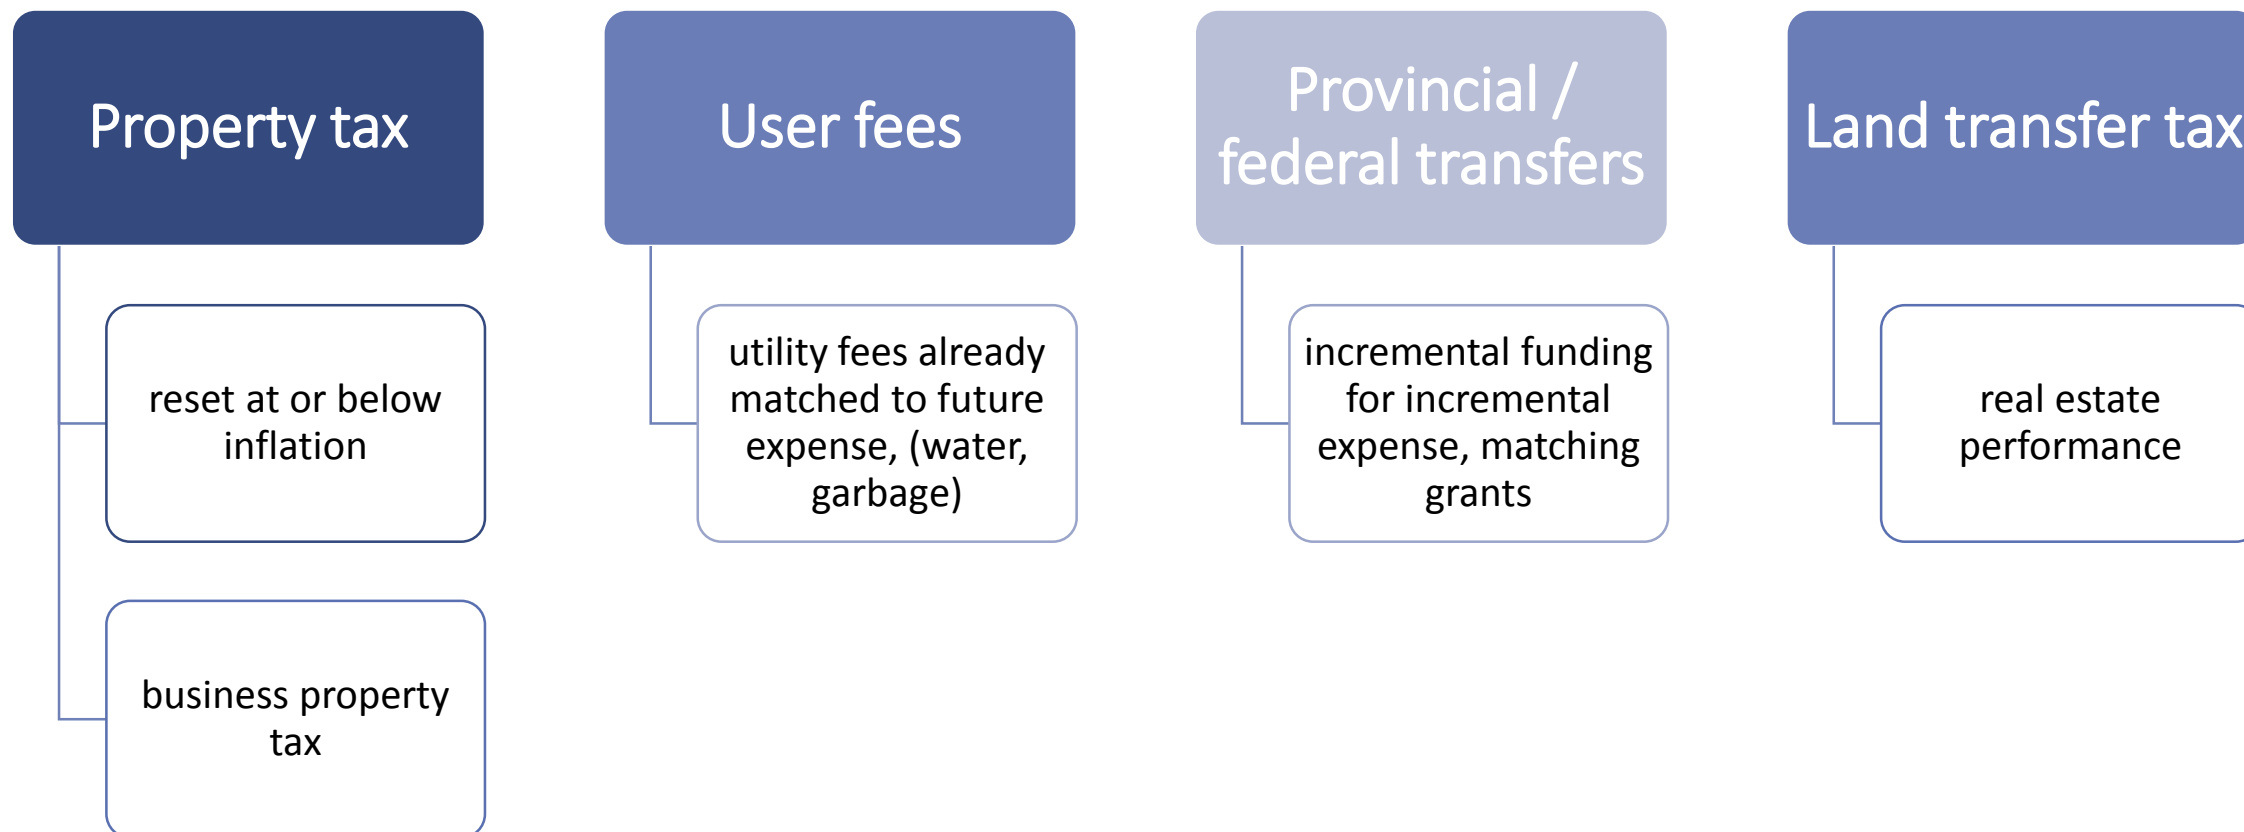 Property tax
reset at or below
inflation
business property
tax
User fees
utility fees already
matched to future
expense, (water,
garbage)
Provincial /
federal transfers
incremental funding
for incremental
expense, matching
grants
Land transfer tax
real estate
performance